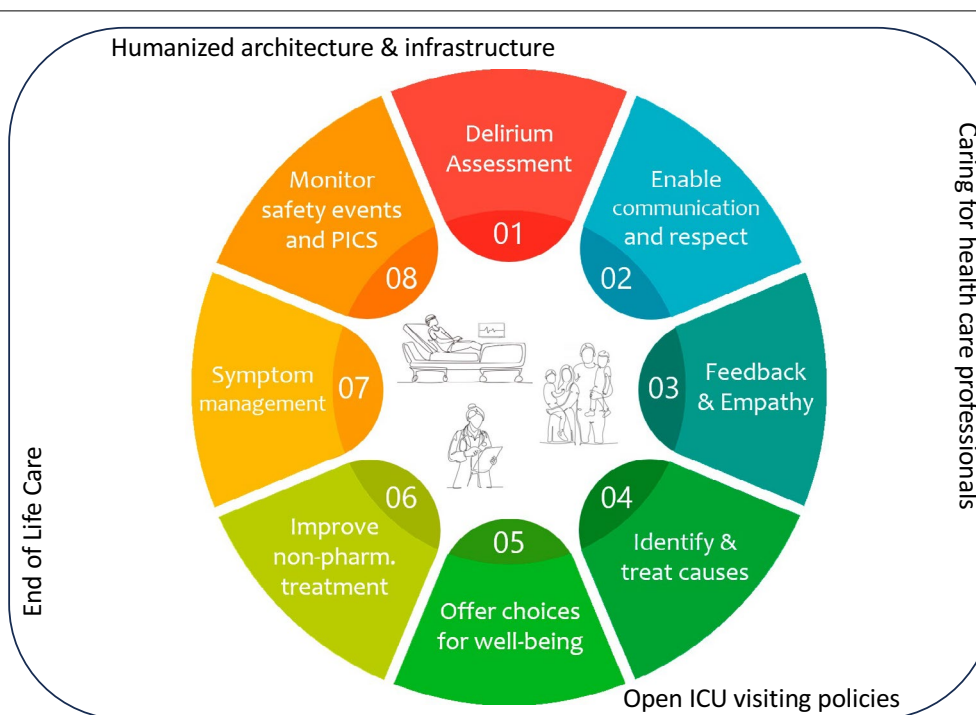 Humanized architecture & infrastructure
Delirium
Assessment
01
Enable
communication
and respect
02
Feedback
& Empathy
03
Identify &
treat causes
04
Offer choices
for well-being
05
Improve
non-pharm.
treatment
06
Symptom
management
07
Monitor
safety events
and PICS
08
Caring for health care professionals
Open ICU visiting policies
End of Life Care